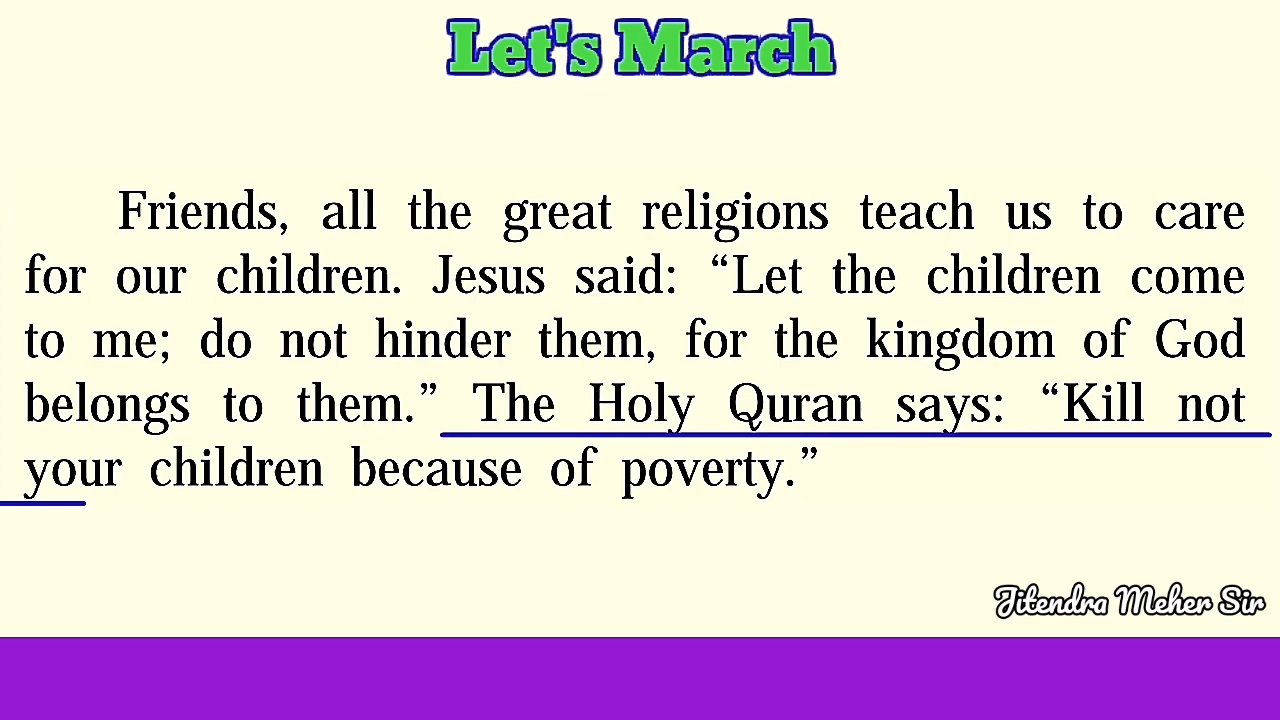 Let's March
Friends, all the great religions teach us to care
for our children. Jesus said: “Let the children come
to me; do not hinder them, for the kingdom of God
belongs to them.” The Holy Quran says: “Kill not
your children because of poverty.”
Jitendra Meher Sir